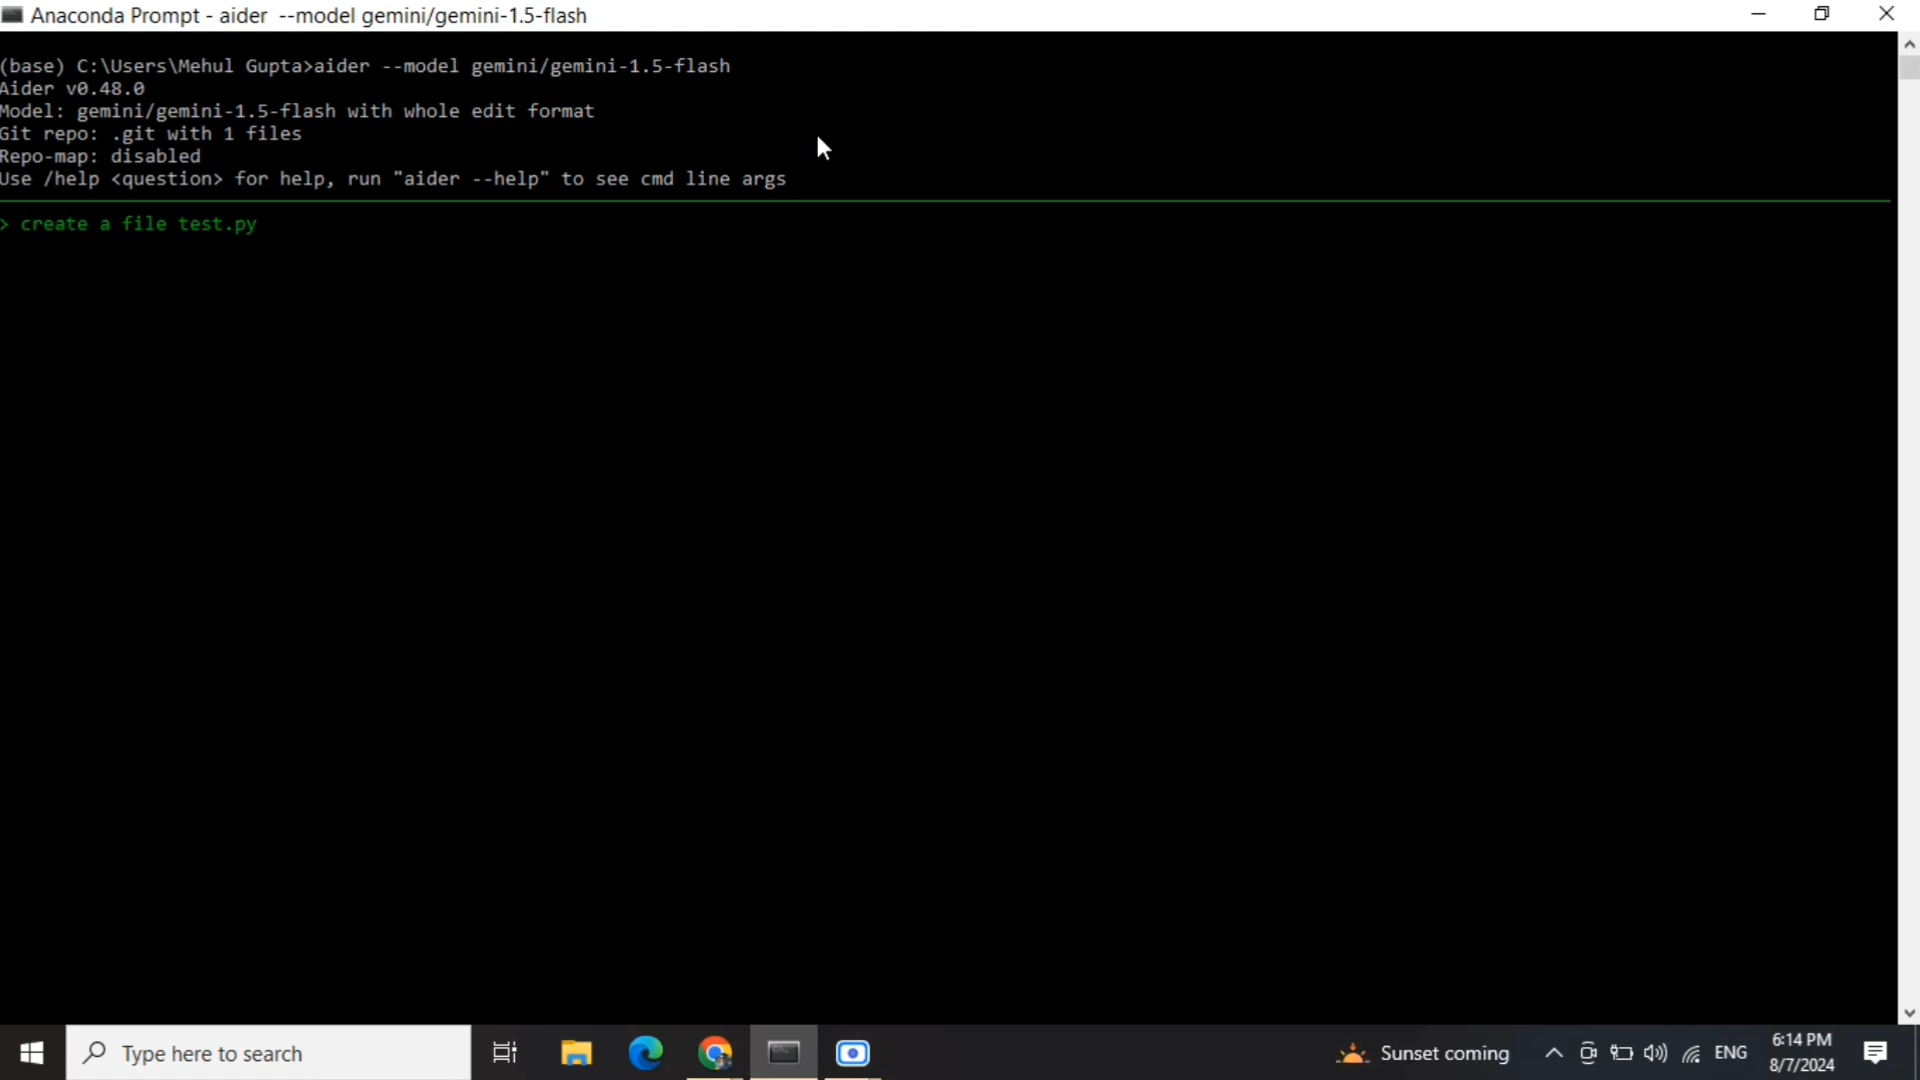 Anaconda Prompt - aider --model gemini/gemini-1.5-flash
(base) C:\Users\Mehul Gupta>aider --model gemini/gemini-1.5-flash
Aider v0.48.0
Model: gemini/gemini-1.5-flash with whole edit format
Git repo: .git with 1 files
Repo-map: disabled
Use /help <question> for help, run "aider --help" to see cmd line args
> create a file test.py
Type here to search
Sunset coming
ENG
6:14 PM
8/7/2024